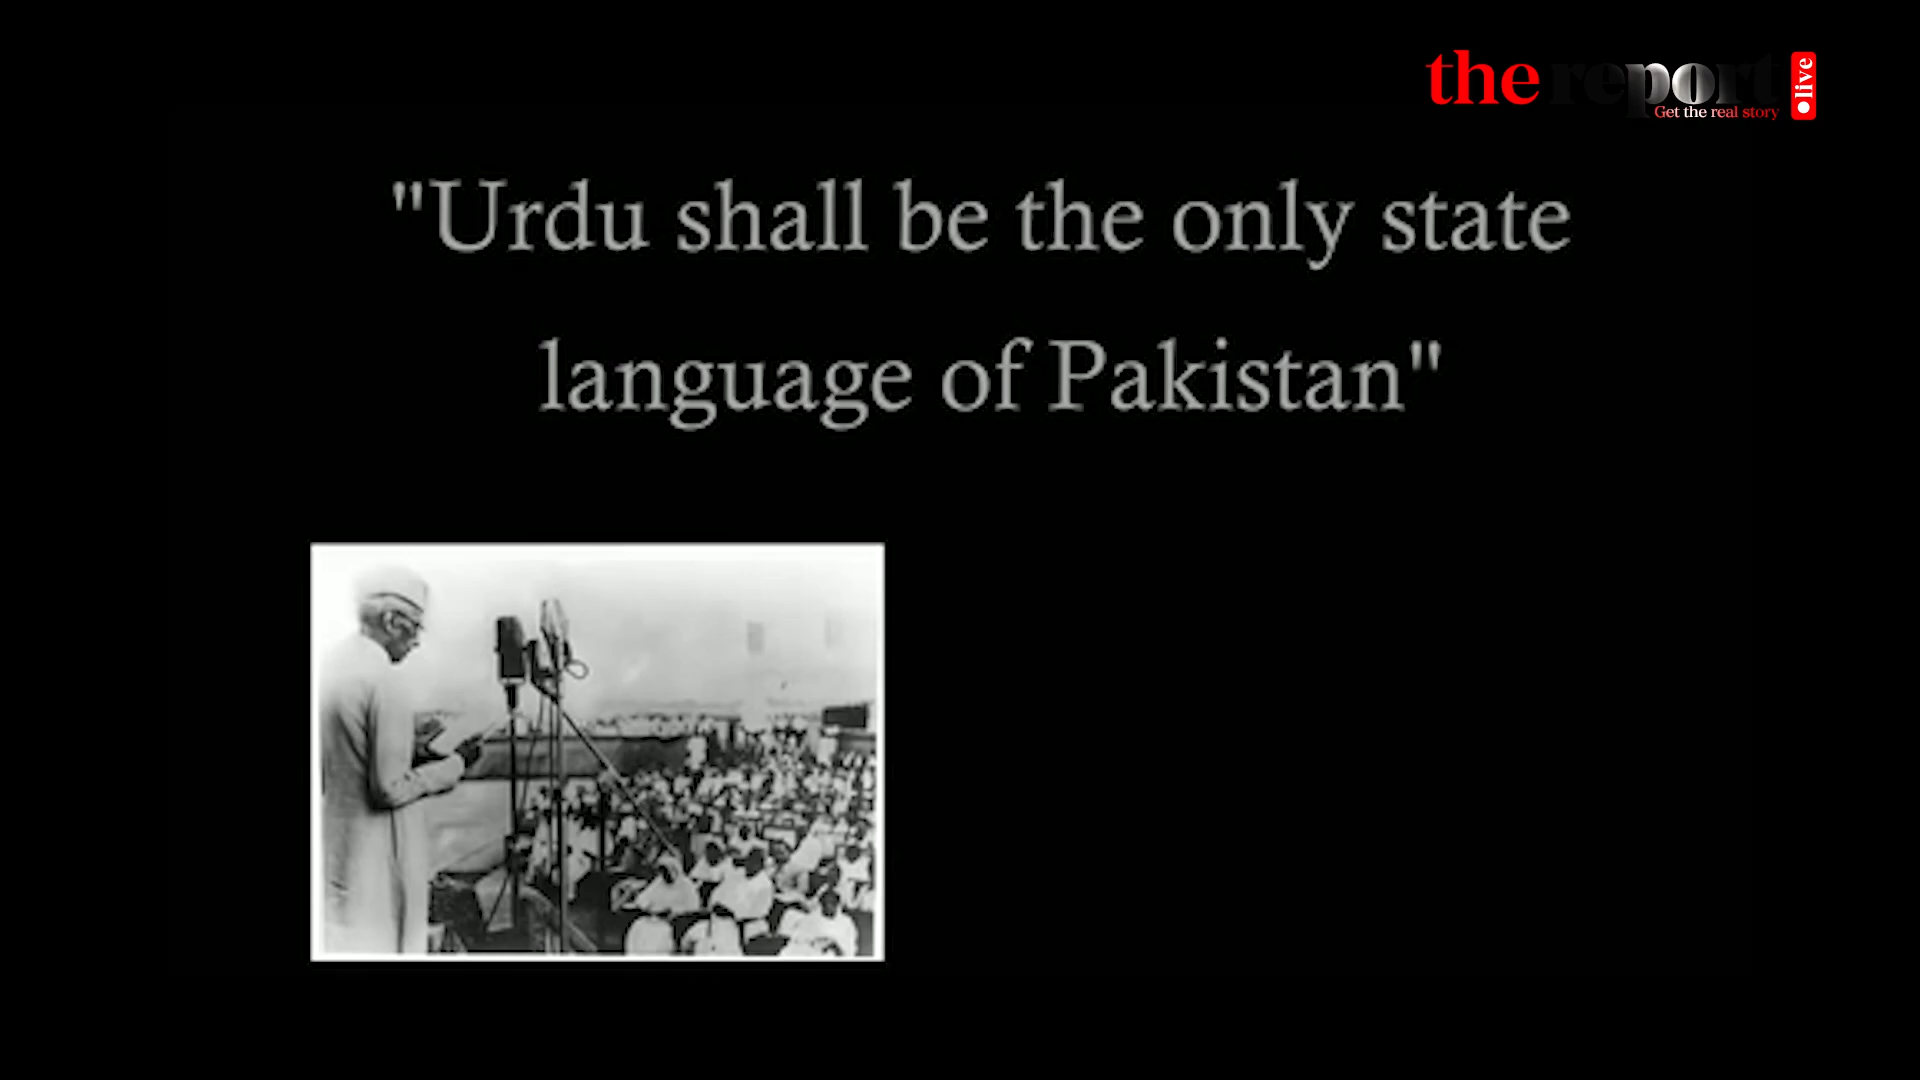 the report
Get the real story
live
"Urdu shall be the only state
language of Pakistan"